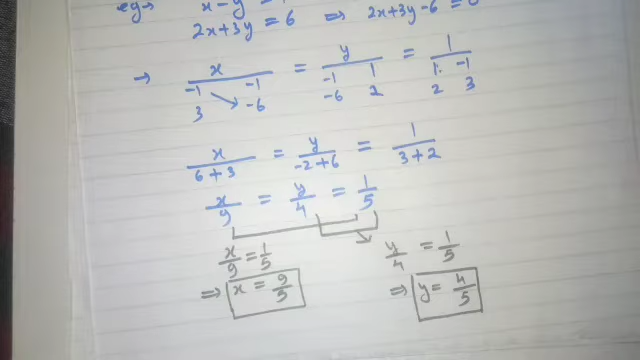 eg → x - y =
2x + 3y = 6 ⇒ 2x+3y-6 = 0
→ x/(-1 -1 3 -6) = y/(-1 1 -6 2) = 1/(1 -1 2 3)
x/(6+3) = y/(-2+6) = 1/(3+2)
x/9 = y/4 = 1/5
x/9 = 1/5 y/4 = 1/5
⇒ x = 9/5 ⇒ y = 4/5